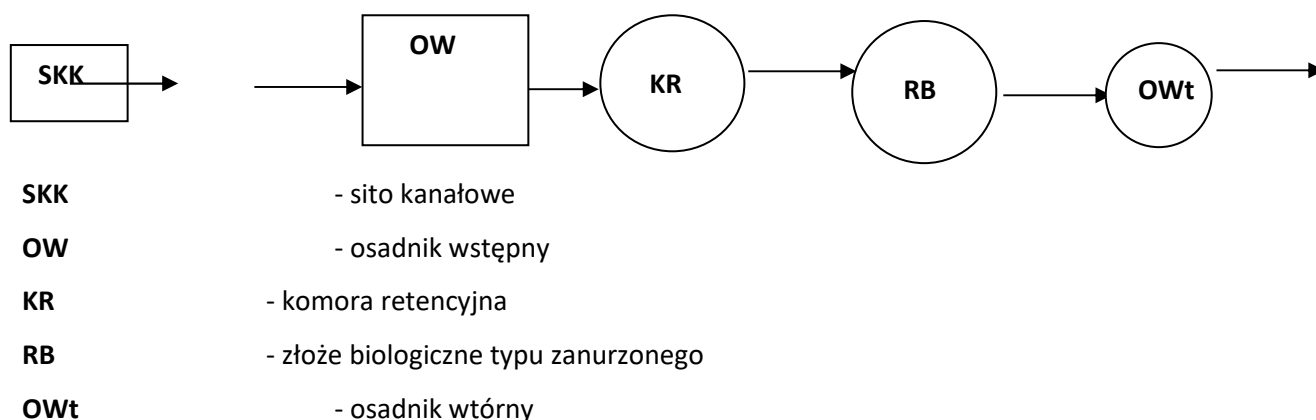 SKK OW KR RB OWt
SKK - sito kanałowe
OW - osadnik wstępny
KR - komora retencyjna
RB - złoże biologiczne typu zanurzonego
OWt - osadnik wtórny